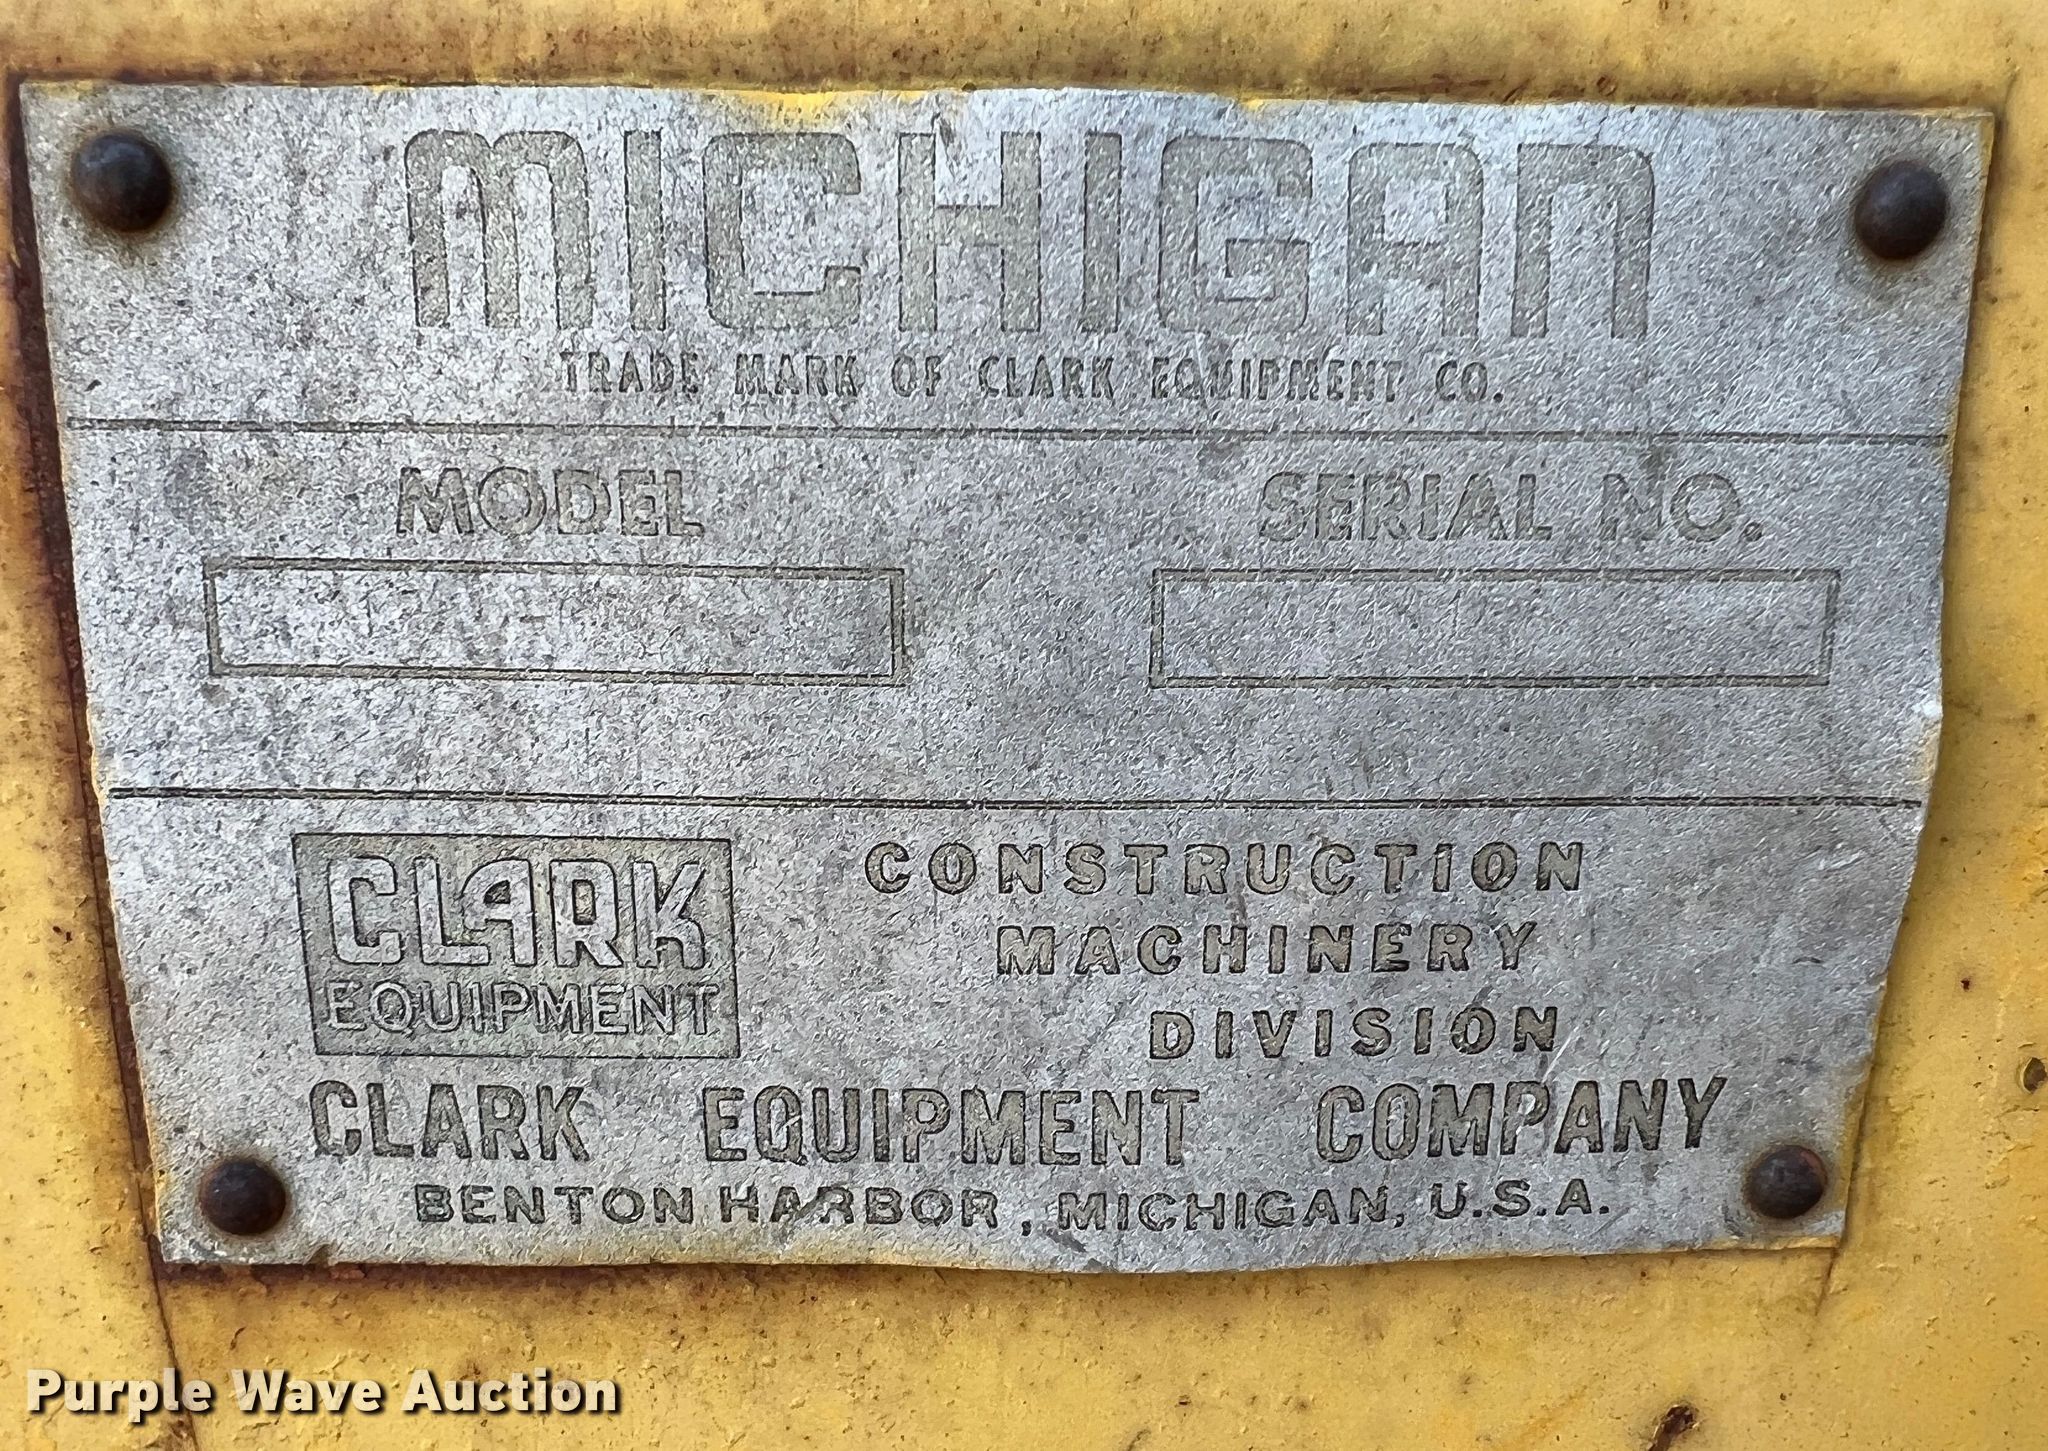 MICHIGAN
TRADE MARK OF CLARK EQUIPMENT CO.
MODEL
SERIAL NO.
CLARK
EQUIPMENT
CONSTRUCTION
MACHINERY
DIVISION
CLARK EQUIPMENT COMPANY
BENTON HARBOR, MICHIGAN, U.S.A.
Purple Wave Auction